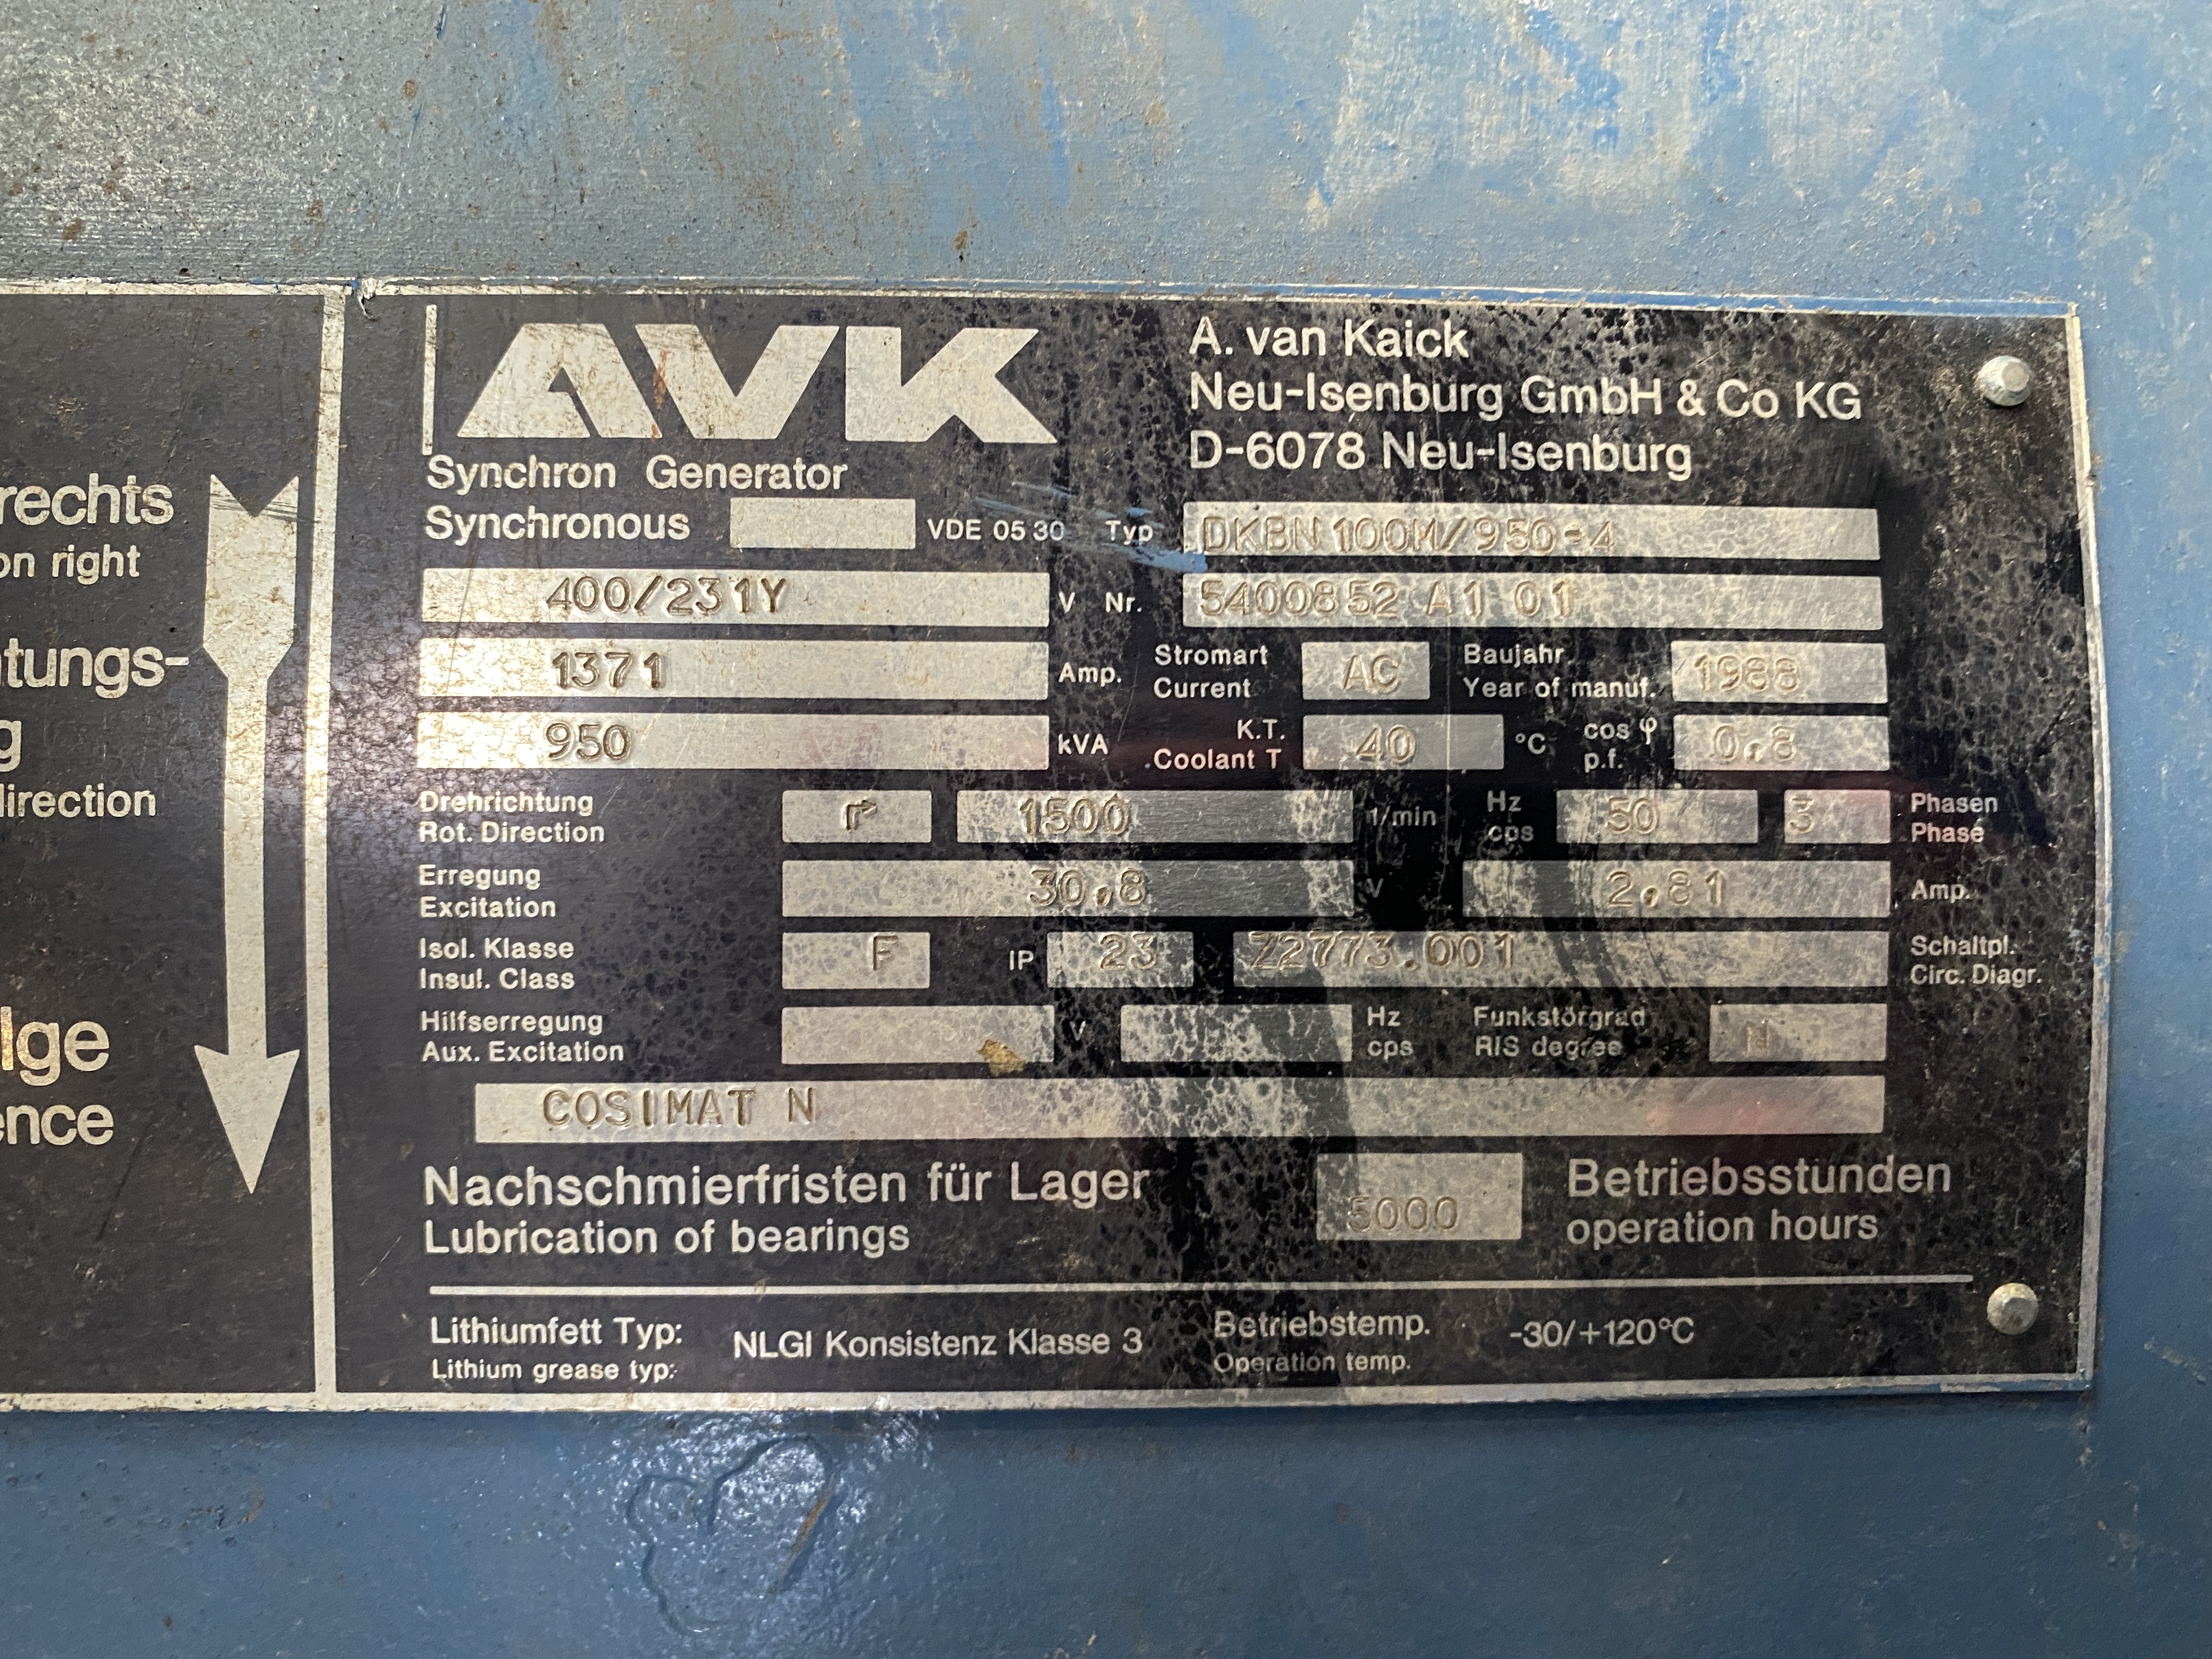 rechts
on right
htungs-
g
direction
lge
ence
AVK
A. van Kaick
Neu-Isenburg GmbH & Co KG
D-6078 Neu-Isenburg
Synchron Generator
Synchronous VDE 0530 Typ DKBN 100M/950-4
400/231Y V Nr. 5400852 A1 01
1371 Amp. Stromart Current AC Baujahr Year of manuf. 1988
950 kVA K.T. Coolant T 40 °C cos φ p.f. 0,8
Drehrichtung Rot. Direction r 1500 1/min Hz cps 50 3 Phasen Phase
Erregung Excitation 30,8 V 2,81 Amp.
Isol. Klasse Insul. Class F IP 23 Z2773.001 Schaltpl. Circ. Diagr.
Hilfserregung Aux. Excitation V Hz cps Funkstörgrad RIS degree N
COSIMAT N
Nachschmierfristen für Lager 5000 Betriebsstunden
Lubrication of bearings operation hours
Lithiumfett Typ: NLGI Konsistenz Klasse 3 Betriebstemp. -30/+120°C
Lithium grease typ: Operation temp.